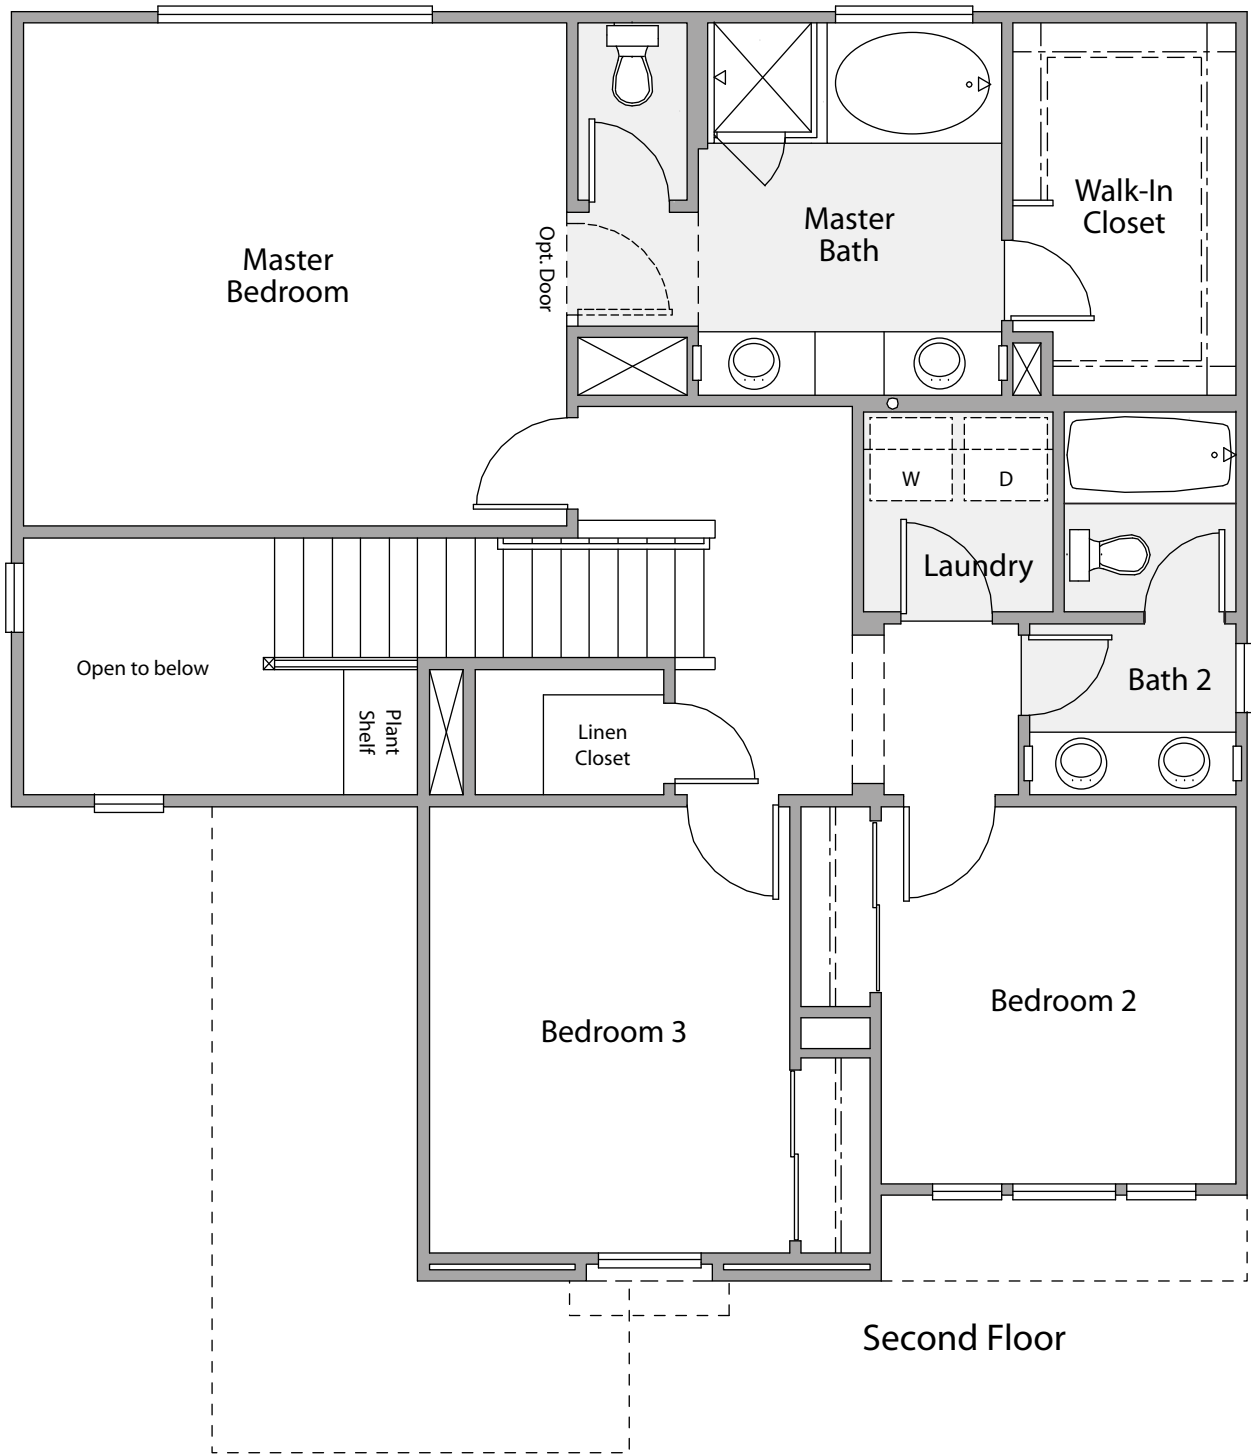 Master
Bedroom
Opt. Door
Master
Bath
Walk-In
Closet
W
D
Laundry
Open to below
Plant
Shelf
Linen
Closet
Bath 2
Bedroom 3
Bedroom 2
Second Floor